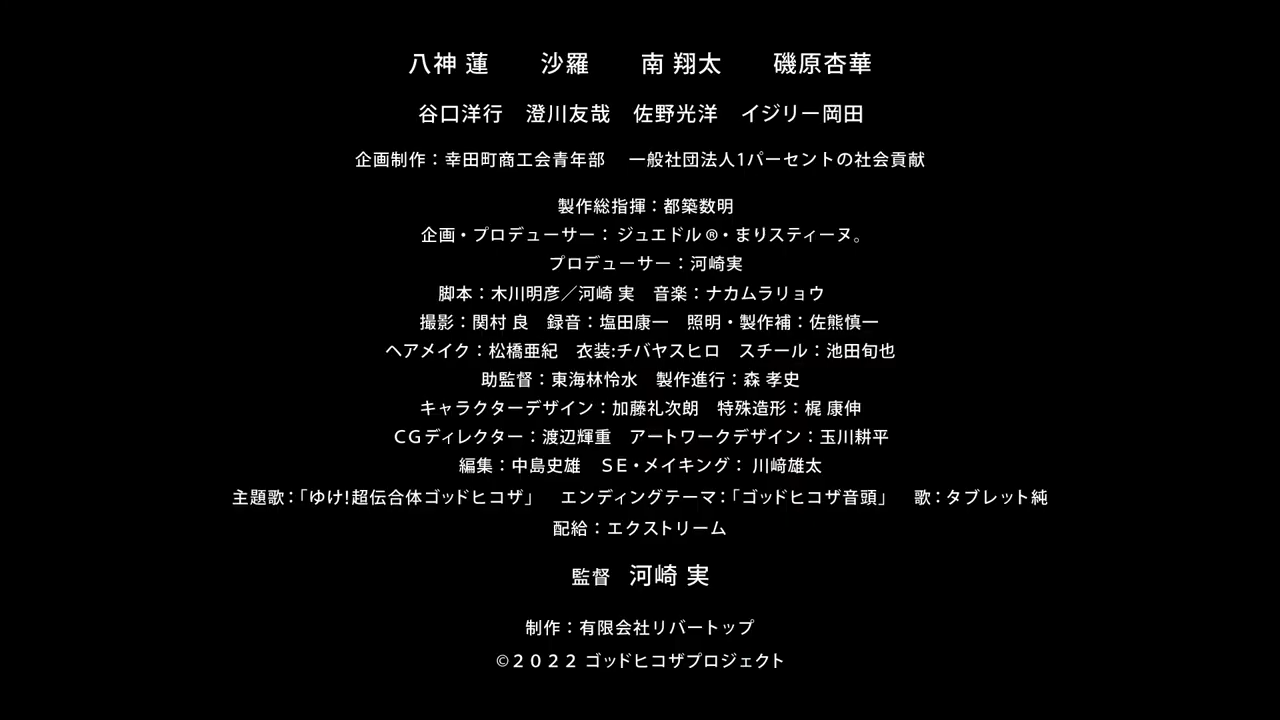 八神 蓮　　沙羅　　南 翔太　　磯原杏華
谷口洋行　澄川友哉　佐野光洋　イジリー岡田
企画制作：幸田町商工会青年部　一般社団法人1パーセントの社会貢献
製作総指揮：都築数明
企画・プロデューサー：ジュエドル®・まりスティーヌ。
プロデューサー：河崎実
脚本：木川明彦／河崎 実　音楽：ナカムラリョウ
撮影：関村 良　録音：塩田康一　照明・製作補：佐熊慎一
ヘアメイク：松橋亜紀　衣装:チバヤスヒロ　スチール：池田旬也
助監督：東海林怜水　製作進行：森 孝史
キャラクターデザイン：加藤礼次朗　特殊造形：梶 康伸
CGディレクター：渡辺輝重　アートワークデザイン：玉川耕平
編集：中島史雄　SE・メイキング： 川﨑雄太
主題歌：「ゆけ！超伝合体ゴッドヒコザ」　エンディングテーマ：「ゴッドヒコザ音頭」　歌：タブレット純
配給：エクストリーム
監督　河崎 実
制作：有限会社リバートップ
©２０２２ ゴッドヒコザプロジェクト